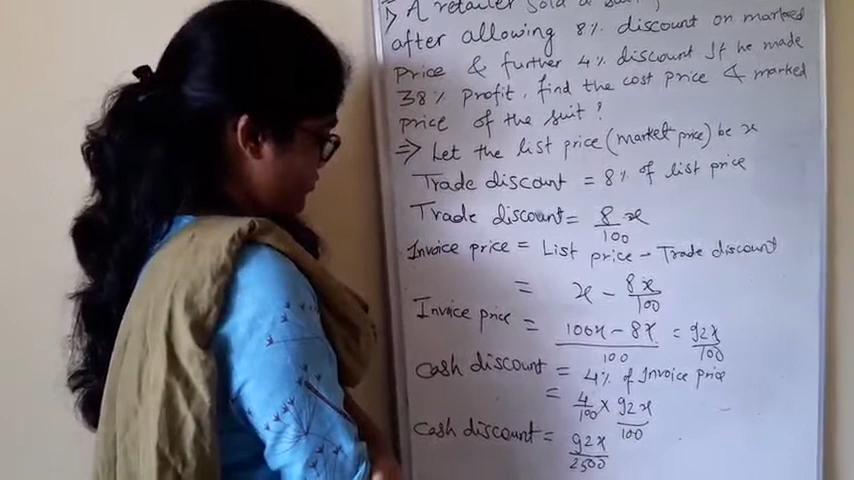 1> A retailer sold a
after allowing 8% discount on marked
price & further 4% discount If he made
38% profit. find the cost price & marked
price of the suit?
⇒ Let the list price (market price) be x
Trade discount = 8% of list price
Trade discount = 8/100 x
Invoice price = List price - Trade discount
= x - 8x/100
Invoice price = 100x - 8x/100 = 92x/100
cash discount = 4% of Invoice price
= 4/100 x 92x/100
cash discount = 92x/2500